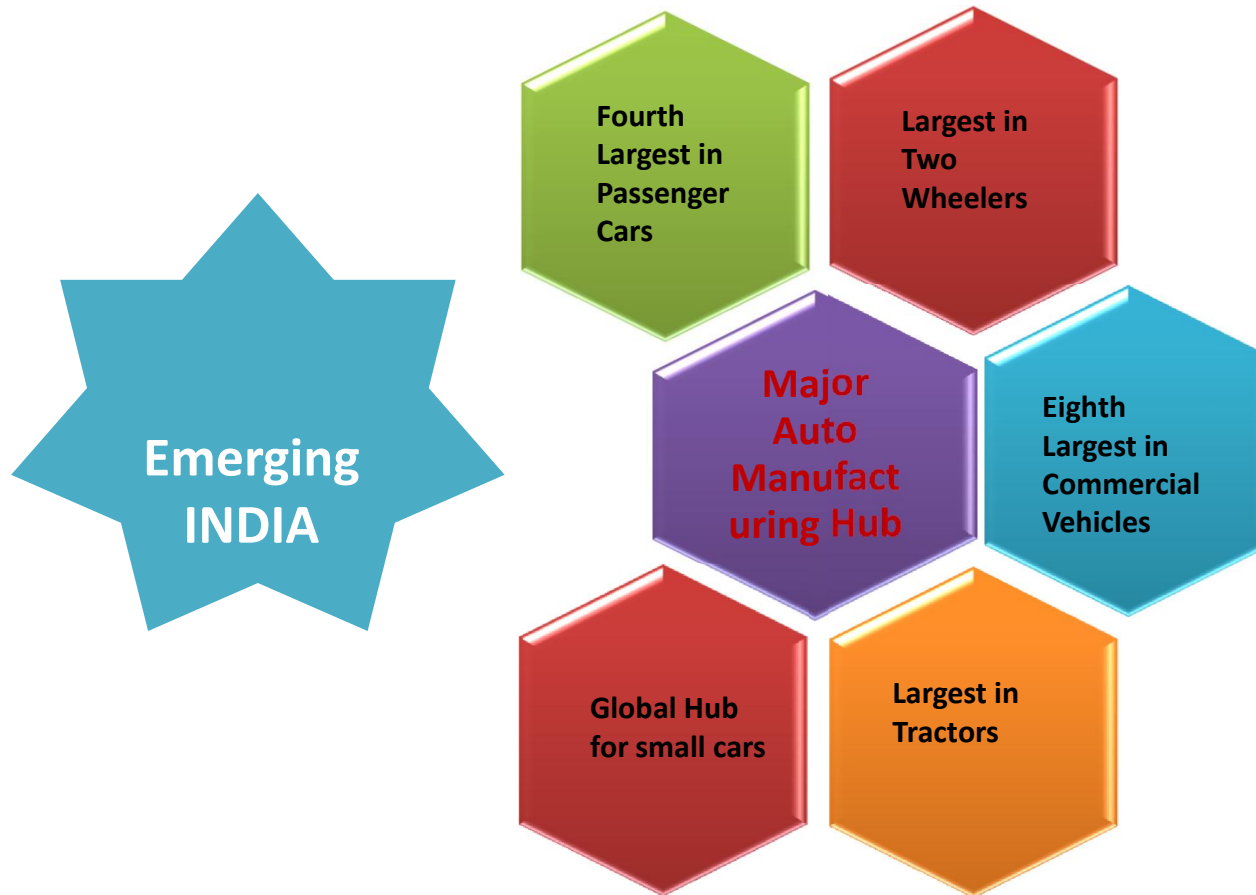 Emerging
INDIA
Fourth
Largest in
Passenger
Cars
Largest in
Two
Wheelers
Major
Auto
Manufact
uring Hub
Eighth
Largest in
Commercial
Vehicles
Global Hub
for small cars
Largest in
Tractors